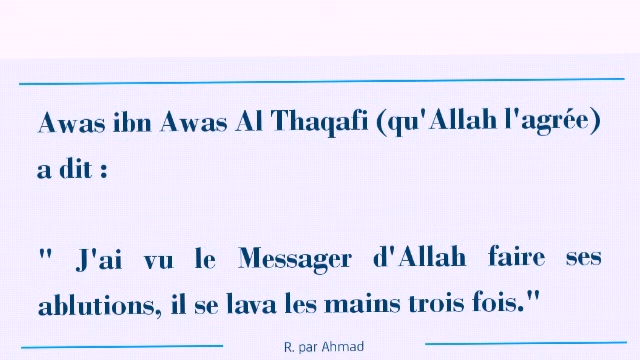 Awas ibn Awas Al Thaqafi (qu'Allah l'agrée)
a dit :
" J'ai vu le Messager d'Allah faire ses
ablutions, il se lava les mains trois fois."
R. par Ahmad